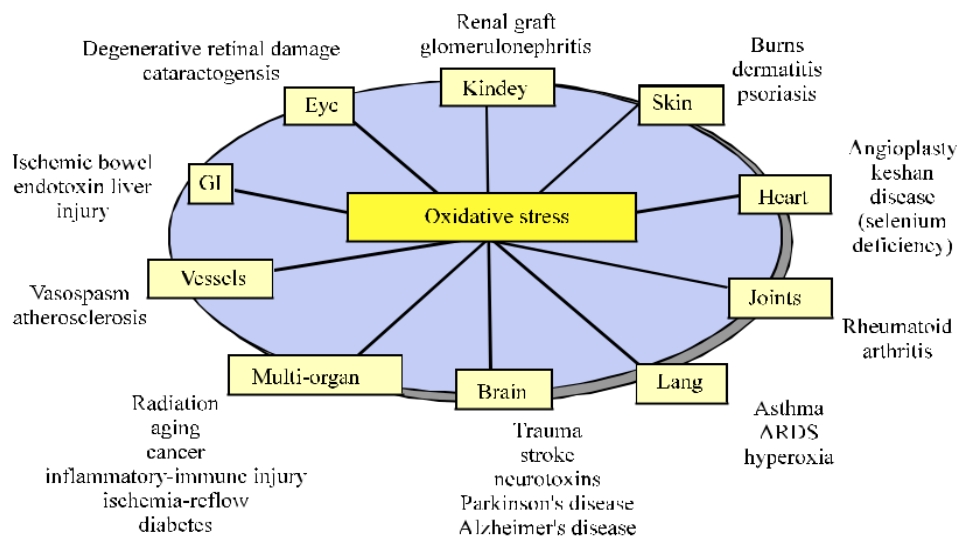 Renal graft
glomerulonephritis
Kindey
Degenerative retinal damage
cataractogensis
Eye
Burns
dermatitis
psoriasis
Skin
Ischemic bowel
endotoxin liver
injury
GI
Oxidative stress
Heart
Angioplasty
keshan
disease
(selenium
deficiency)
Vessels
Vasospasm
atherosclerosis
Joints
Rheumatoid
arthritis
Multi-organ
Radiation
aging
cancer
inflammatory-immune injury
ischemia-reflow
diabetes
Brain
Trauma
stroke
neurotoxins
Parkinson's disease
Alzheimer's disease
Lang
Asthma
ARDS
hyperoxia